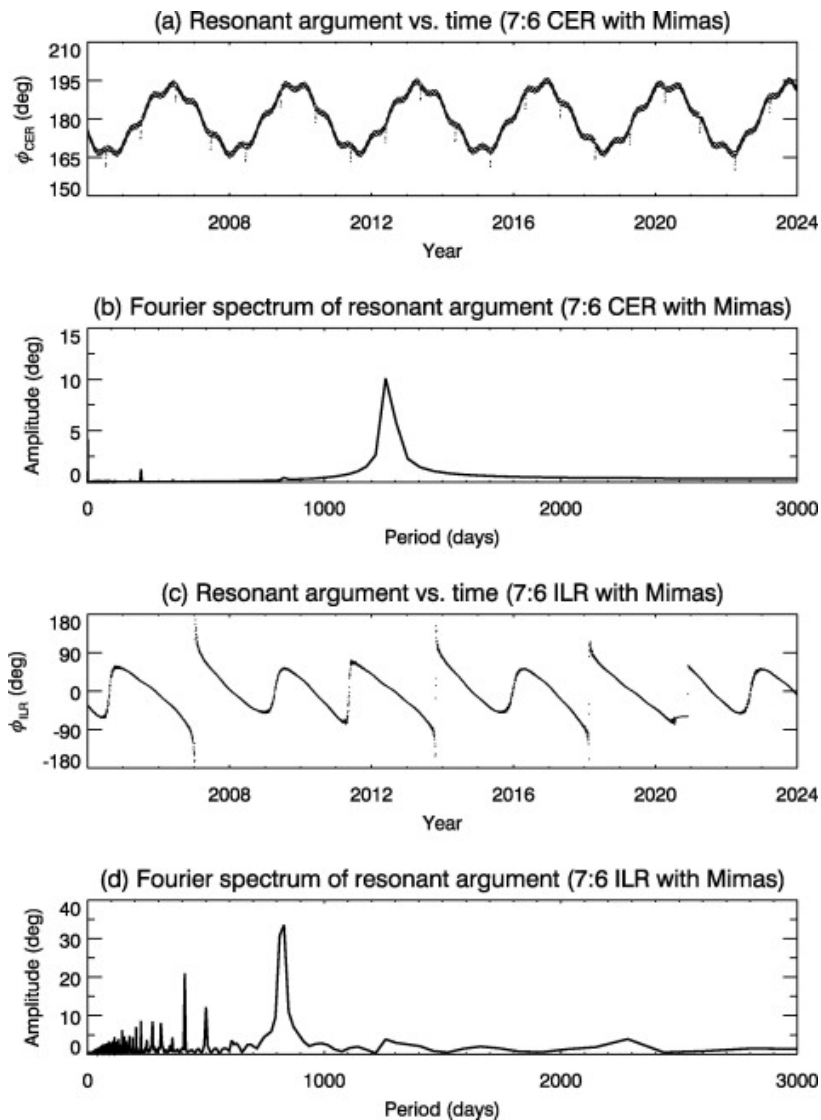 (a) Resonant argument vs. time (7:6 CER with Mimas)
210
195
180
165
150
ϕCER (deg)
2008 2012 2016 2020 2024
Year
(b) Fourier spectrum of resonant argument (7:6 CER with Mimas)
15
10
5
0
Amplitude (deg)
0 1000 2000 3000
Period (days)
(c) Resonant argument vs. time (7:6 ILR with Mimas)
180
90
0
-90
-180
ϕILR (deg)
2008 2012 2016 2020 2024
Year
(d) Fourier spectrum of resonant argument (7:6 ILR with Mimas)
40
30
20
10
0
Amplitude (deg)
0 1000 2000 3000
Period (days)